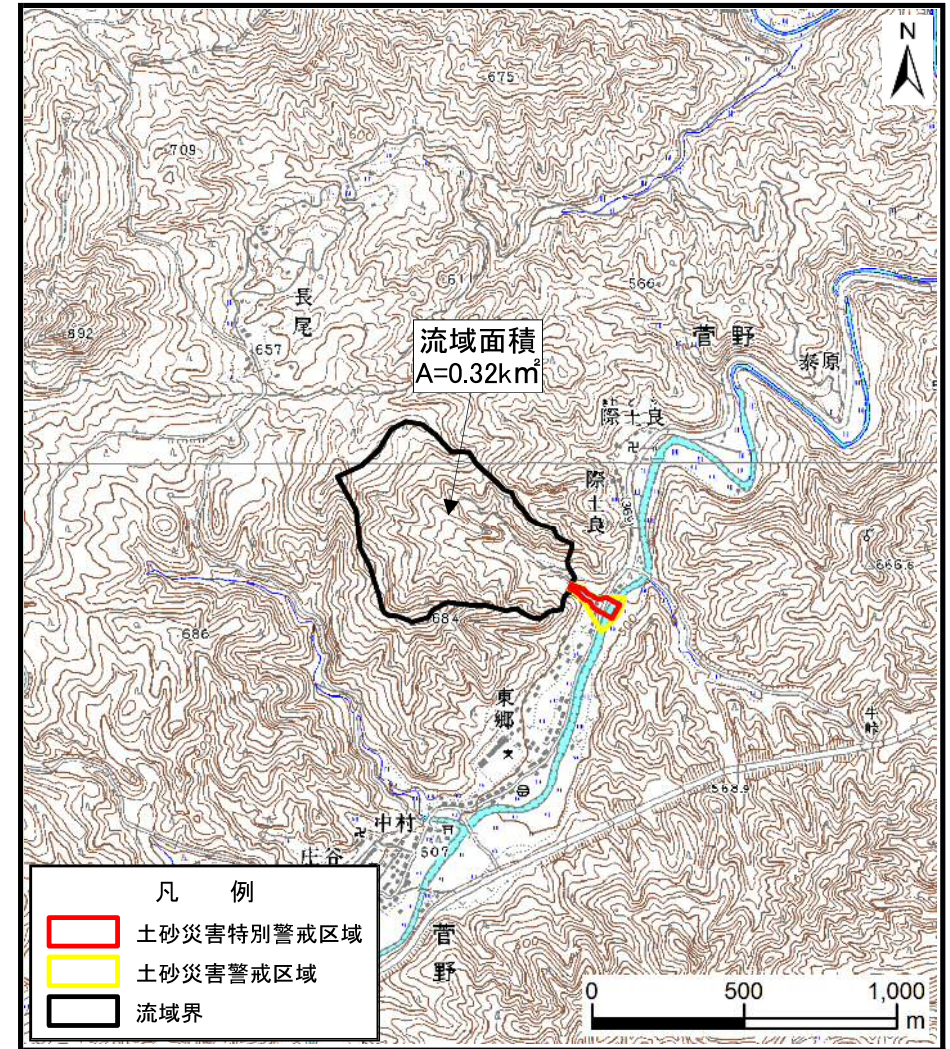 N
675
709
長尾
611
566
892
657
菅野
泰原
流域面積
A=0.32km²
際土良
際土良
369
666.6
684
686
東郷
牛峠
568.9
中村
庄谷
507
菅野
凡 例
土砂災害特別警戒区域
土砂災害警戒区域
流域界
0 500 1,000
m